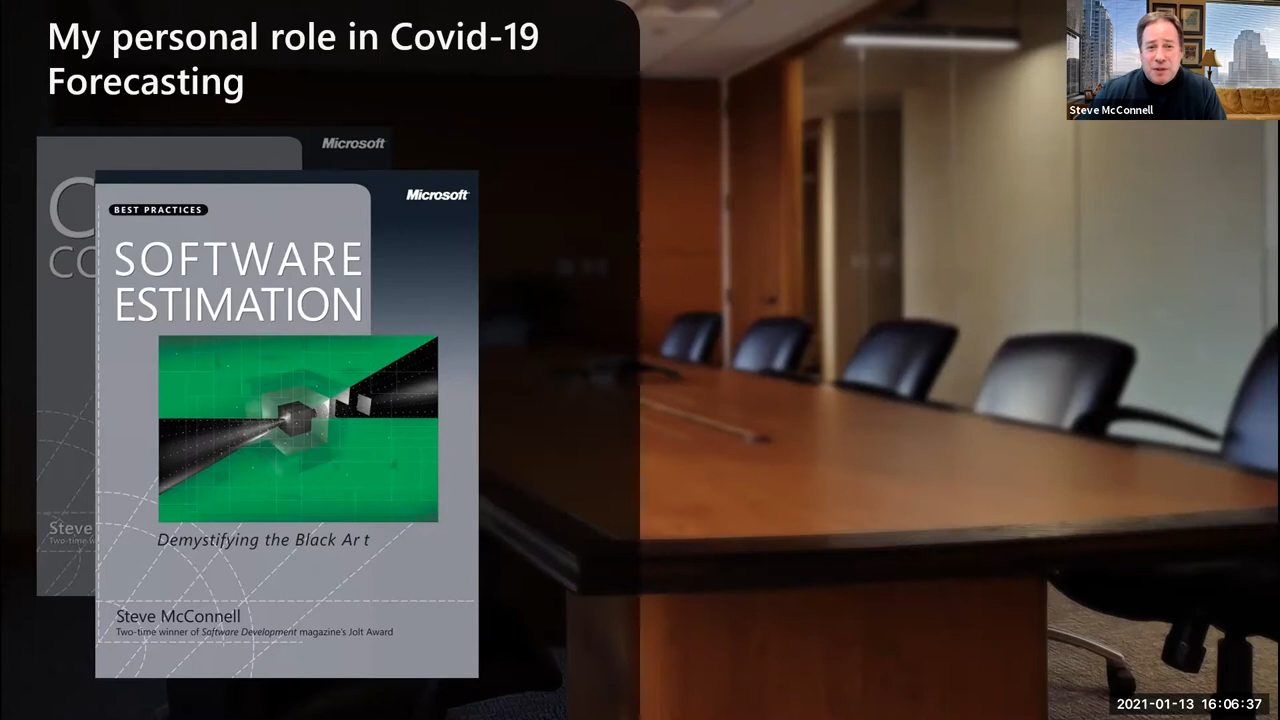 My personal role in Covid-19
Forecasting
Steve McConnell
Microsoft
Microsoft
BEST PRACTICES
SOFTWARE
ESTIMATION
Demystifying the Black Art
Steve
Steve McConnell
Two-time winner of Software Development magazine's Jolt Award
2021-01-13 16:06:37